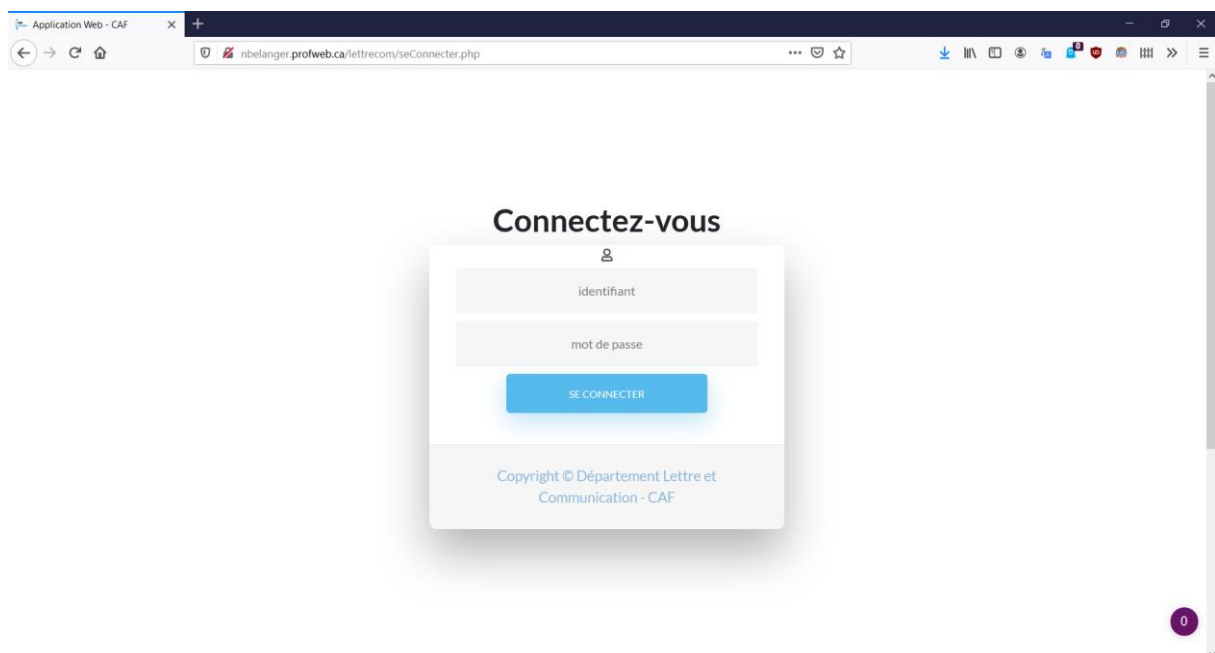 Application Web - CAF
nbelanger.profweb.ca/lettrecom/seConnecter.php
0
Connectez-vous
identifiant
mot de passe
SE CONNECTER
Copyright © Département Lettre et
Communication - CAF
0